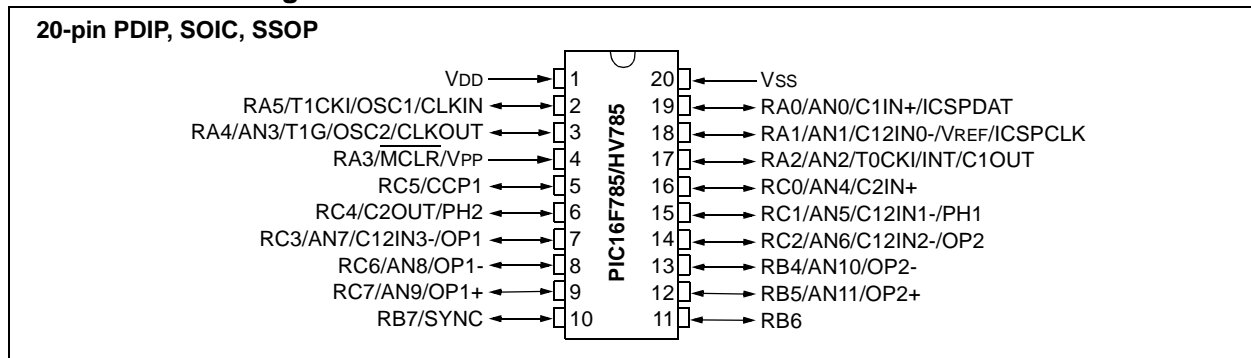 20-pin PDIP, SOIC, SSOP
VDD 1 20 VSS
RA5/T1CKI/OSC1/CLKIN 2 19 RA0/AN0/C1IN+/ICSPDAT
RA4/AN3/T1G/OSC2/CLKOUT 3 18 RA1/AN1/C12IN0-/VREF/ICSPCLK
RA3/MCLR/VPP 4 17 RA2/AN2/T0CKI/INT/C1OUT
RC5/CCP1 5 16 RC0/AN4/C2IN+
RC4/C2OUT/PH2 6 15 RC1/AN5/C12IN1-/PH1
RC3/AN7/C12IN3-/OP1 7 14 RC2/AN6/C12IN2-/OP2
RC6/AN8/OP1- 8 13 RB4/AN10/OP2-
RC7/AN9/OP1+ 9 12 RB5/AN11/OP2+
RB7/SYNC 10 11 RB6
PIC16F785/HV785